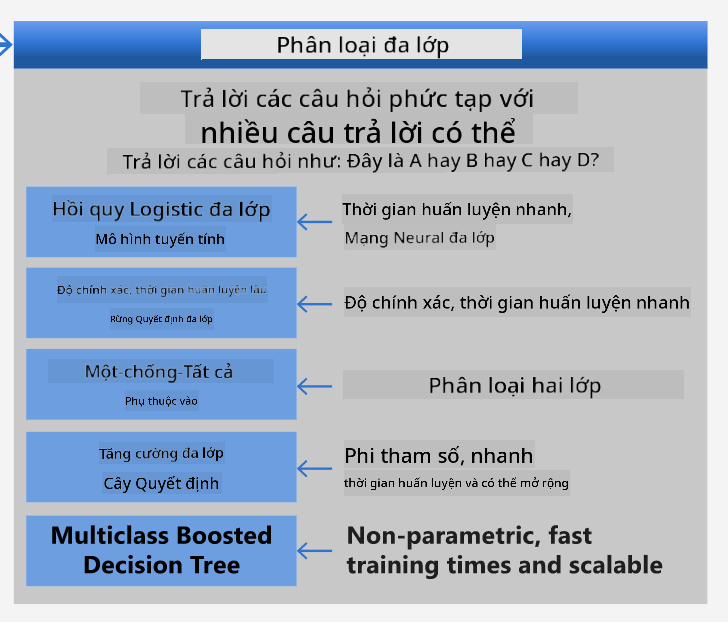 Phân loại đa lớp
Trả lời các câu hỏi phức tạp với
nhiều câu trả lời có thể
Trả lời các câu hỏi như: Đây là A hay B hay C hay D?
Hồi quy Logistic đa lớp
Mô hình tuyến tính
Thời gian huấn luyện nhanh,
Mạng Neural đa lớp
Độ chính xác, thời gian huấn luyện lâu
Rừng Quyết định đa lớp
Độ chính xác, thời gian huấn luyện nhanh
Một-chống-Tất cả
Phụ thuộc vào
Phân loại hai lớp
Tăng cường đa lớp
Cây Quyết định
Phi tham số, nhanh
thời gian huấn luyện và có thể mở rộng
Multiclass Boosted
Decision Tree
Non-parametric, fast
training times and scalable